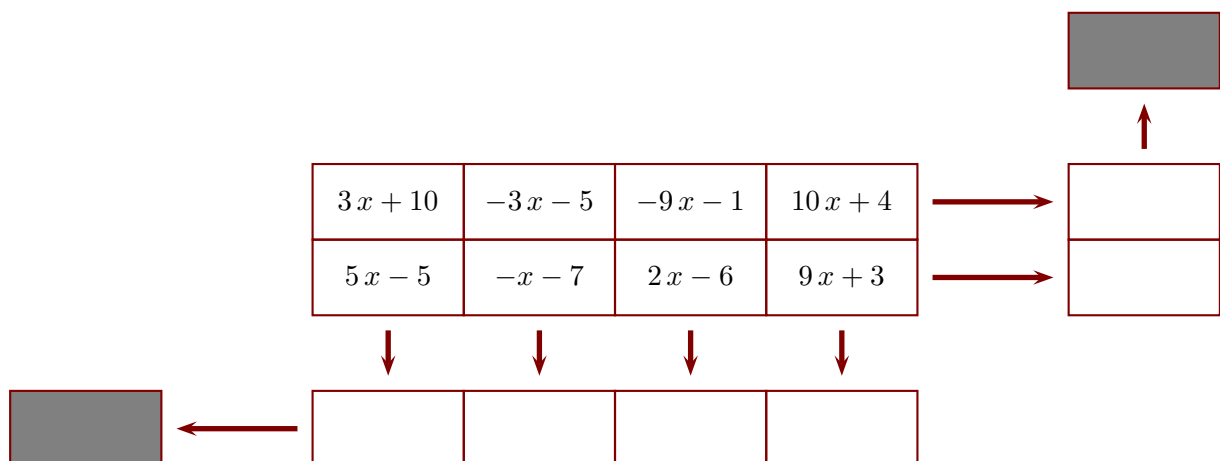 3x + 10 −3x − 5 −9x − 1 10x + 4
5x − 5 −x − 7 2x − 6 9x + 3